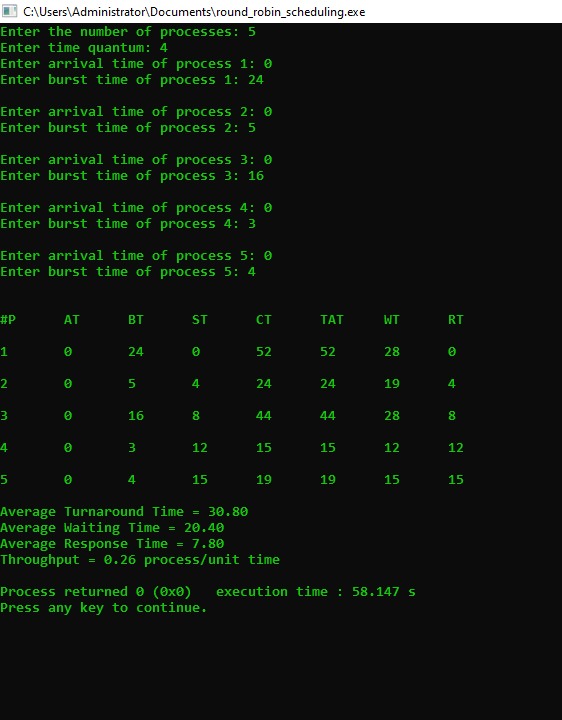 C:\Users\Administrator\Documents\round_robin_scheduling.exe
Enter the number of processes: 5
Enter time quantum: 4
Enter arrival time of process 1: 0
Enter burst time of process 1: 24
Enter arrival time of process 2: 0
Enter burst time of process 2: 5
Enter arrival time of process 3: 0
Enter burst time of process 3: 16
Enter arrival time of process 4: 0
Enter burst time of process 4: 3
Enter arrival time of process 5: 0
Enter burst time of process 5: 4
#P AT BT ST CT TAT WT RT
1 0 24 0 52 52 28 0
2 0 5 4 24 24 19 4
3 0 16 8 44 44 28 8
4 0 3 12 15 15 12 12
5 0 4 15 19 19 15 15
Average Turnaround Time = 30.80
Average Waiting Time = 20.40
Average Response Time = 7.80
Throughput = 0.26 process/unit time
Process returned 0 (0x0)   execution time : 58.147 s
Press any key to continue.